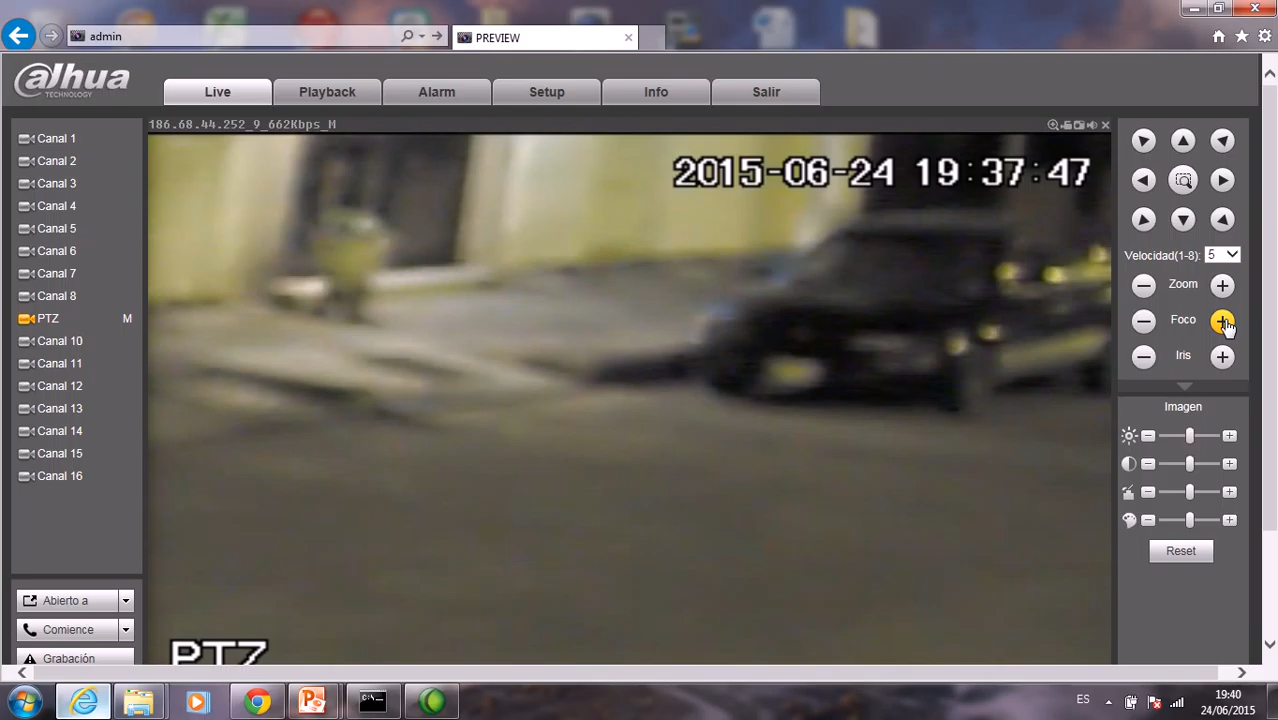 admin
PREVIEW
alhua
TECHNOLOGY
Live
Playback
Alarm
Setup
Info
Salir
186.68.44.252_9_662Kbps_M
Canal 1
Canal 2
Canal 3
Canal 4
Canal 5
Canal 6
Canal 7
Canal 8
PTZ M
Canal 10
Canal 11
Canal 12
Canal 13
Canal 14
Canal 15
Canal 16
Abierto a
Comience
Grabación
2015-06-24 19:37:47
PTZ
Velocidad(1-8): 5
Zoom
Foco
Iris
Imagen
Reset
ES
19:40
24/06/2015